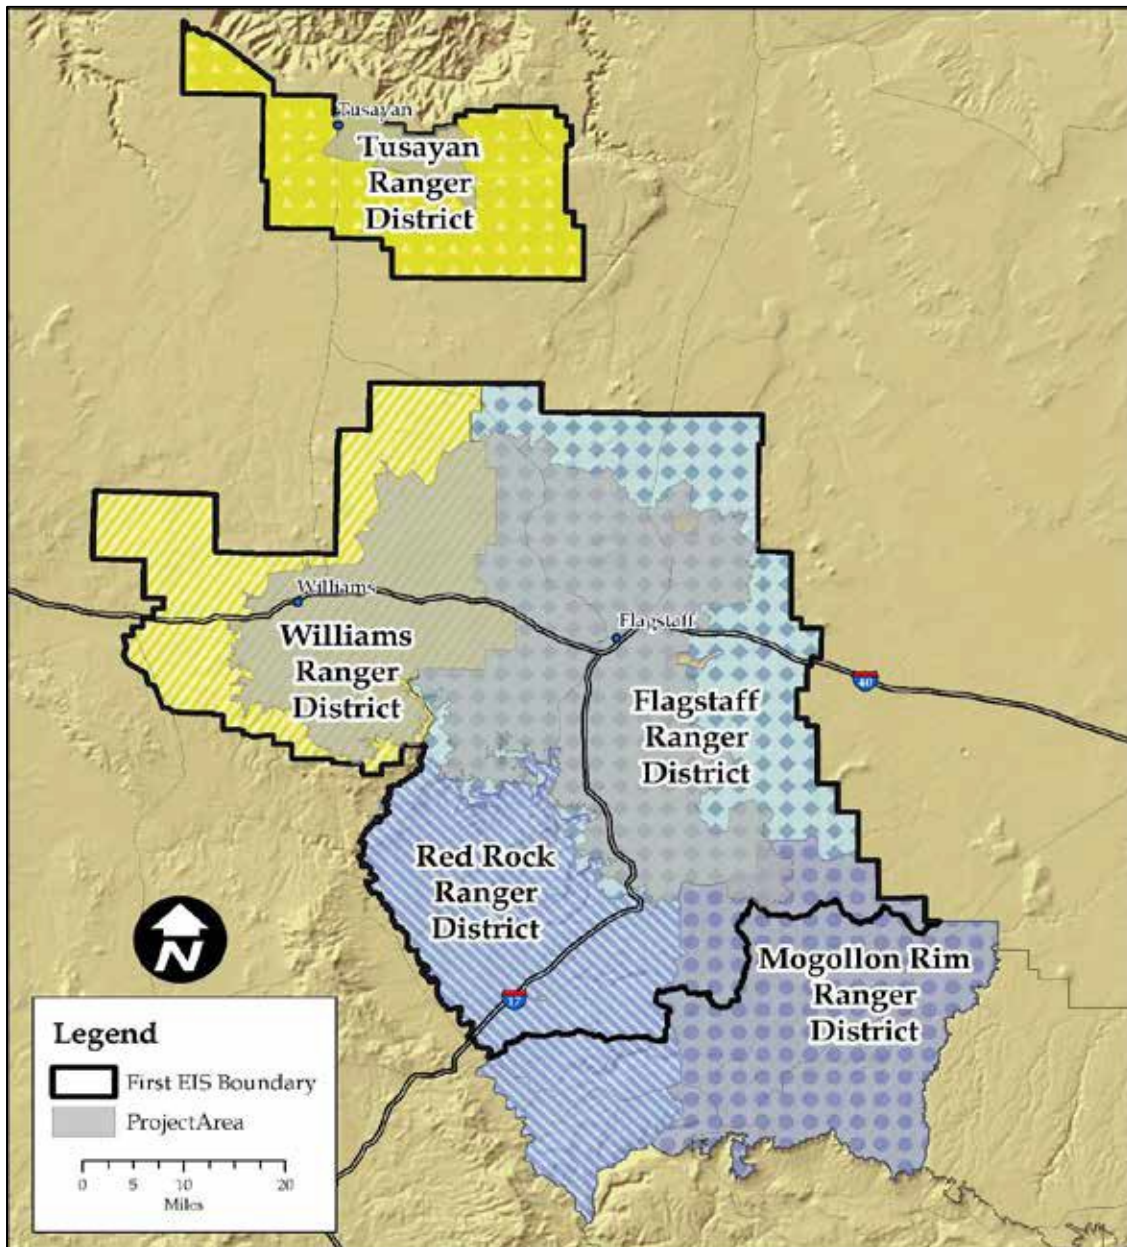 Tusayan
Tusayan
Ranger
District
Williams
Williams
Ranger
District
Flagstaff
Flagstaff
Ranger
District
40
Red Rock
Ranger
District
17
Mogollon Rim
Ranger
District
N
Legend
First EIS Boundary
ProjectArea
0 5 10 20
Miles